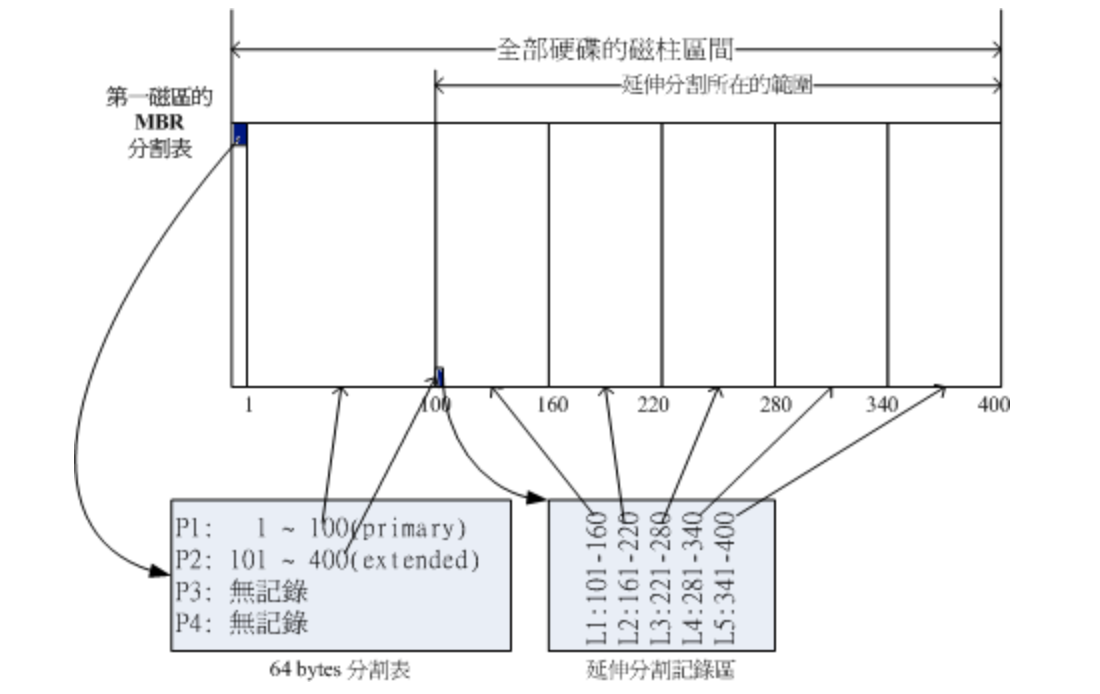 全部硬碟的磁柱區間
延伸分割所在的範圍
第一磁區的
MBR
分割表
1
100
160
220
280
340
400
P1: 1 ~ 100(primary)
P2: 101 ~ 400(extended)
P3: 無記錄
P4: 無記錄
64 bytes 分割表
L1:101-160
L2:161-220
L3:221-280
L4:281-340
L5:341-400
延伸分割記錄區